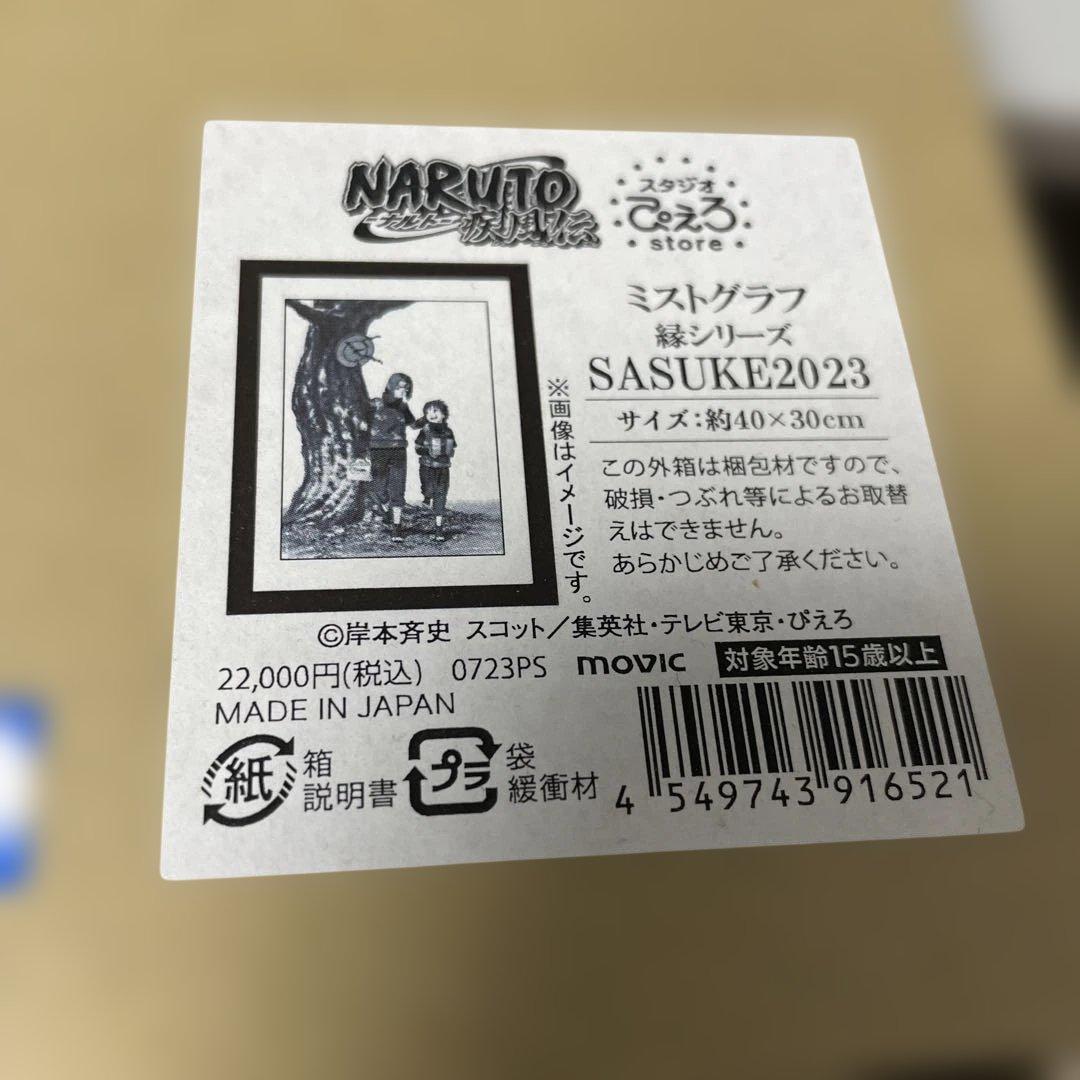 NARUTO
-ナルト- 疾風伝
スタジオ
ぴえろ
store
ミストグラフ
縁シリーズ
SASUKE2023
サイズ：約40×30cm
この外箱は梱包材ですので、
破損・つぶれ等によるお取替
えはできません。
あらかじめご了承ください。
※画像はイメージです。
©岸本斉史 スコット／集英社・テレビ東京・ぴえろ
22,000円(税込) 0723PS movic 対象年齢15歳以上
MADE IN JAPAN
紙 箱 説明書
プラ 袋 緩衝材
4 549743 916521